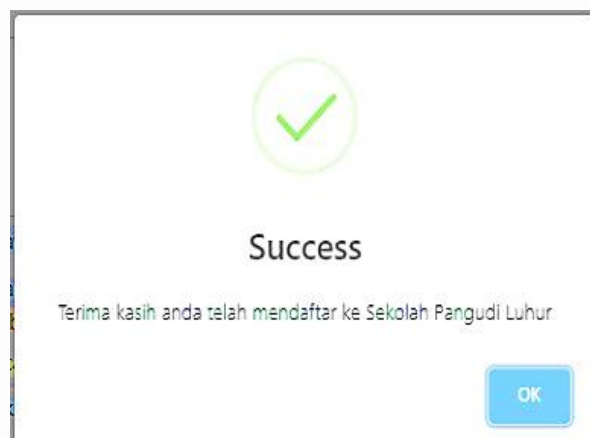 Success
Terima kasih anda telah mendaftar ke Sekolah Pangudi Luhur
OK